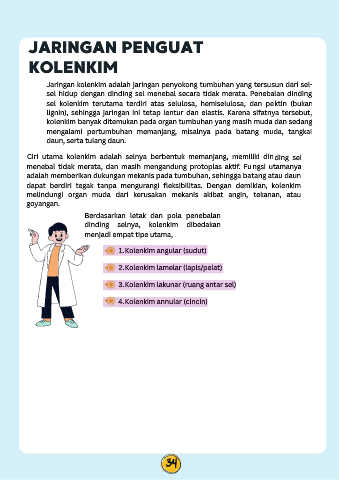 JARINGAN PENGUAT
KOLENKIM
Jaringan kolenkim adalah jaringan penyokong tumbuhan yang tersusun dari sel-
sel hidup dengan dinding sel menebal secara tidak merata. Penebalan dinding
sel kolenkim terutama terdiri atas selulosa, hemiselulosa, dan pektin (bukan
lignin), sehingga jaringan ini tetap lentur dan elastis. Karena sifatnya tersebut,
kolenkim banyak ditemukan pada organ tumbuhan yang masih muda dan sedang
mengalami pertumbuhan memanjang, misalnya pada batang muda, tangkai
daun, serta tulang daun.
Ciri utama kolenkim adalah selnya berbentuk memanjang, memiliki dinding sel
menebal tidak merata, dan masih mengandung protoplas aktif. Fungsi utamanya
adalah memberikan dukungan mekanis pada tumbuhan, sehingga batang atau daun
dapat berdiri tegak tanpa mengurangi fleksibilitas. Dengan demikian, kolenkim
melindungi organ muda dari kerusakan mekanis akibat angin, tekanan, atau
goyangan.
Berdasarkan letak dan pola penebalan
dinding selnya, kolenkim dibedakan
menjadi empat tipe utama,
1.Kolenkim angular (sudut)
2.Kolenkim lamelar (lapis/pelat)
3.Kolenkim lakunar (ruang antar sel)
4.Kolenkim annular (cincin)
34